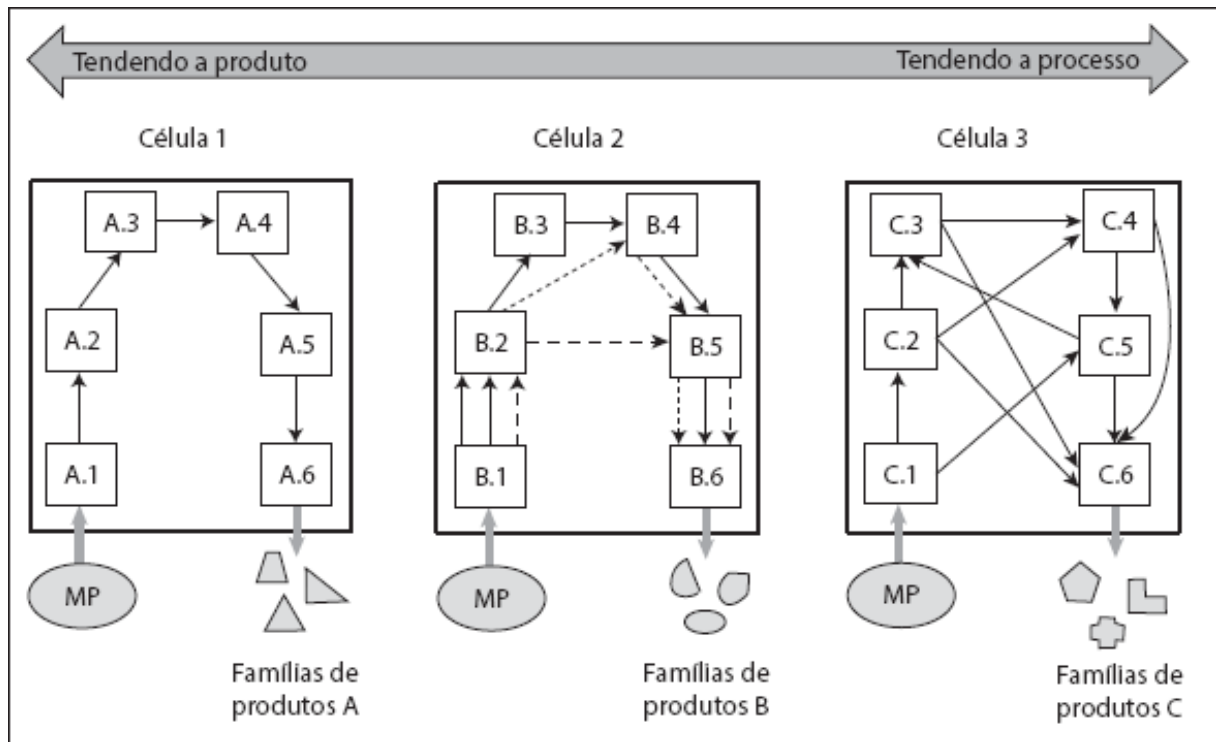 Tendendo a produto
Tendendo a processo
Célula 1
Célula 2
Célula 3
A.3
A.4
A.2
A.5
A.1
A.6
MP
Famílias de
produtos A
B.3
B.4
B.2
B.5
B.1
B.6
MP
Famílias de
produtos B
C.3
C.4
C.2
C.5
C.1
C.6
MP
Famílias de
produtos C